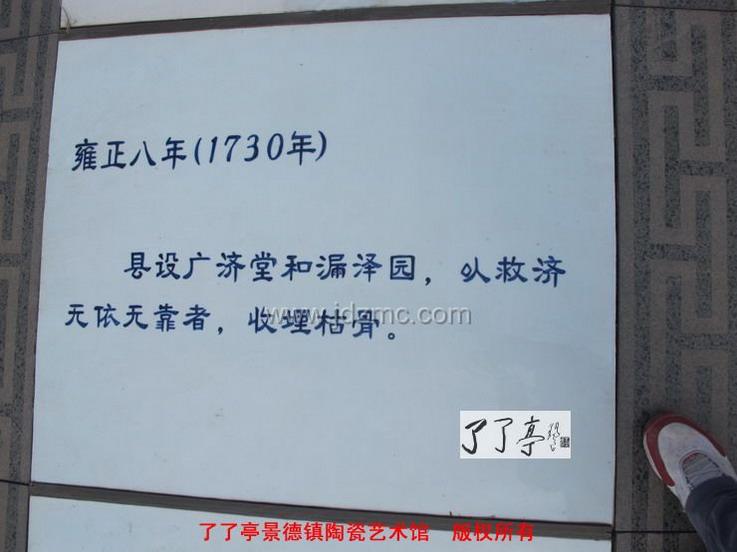 雍正八年(1730年)
县设广济堂和漏泽园，以救济
无依无靠者，收埋枯骨。
www.jdzmc.com
了了亭
了了亭景德镇陶瓷艺术馆 版权所有